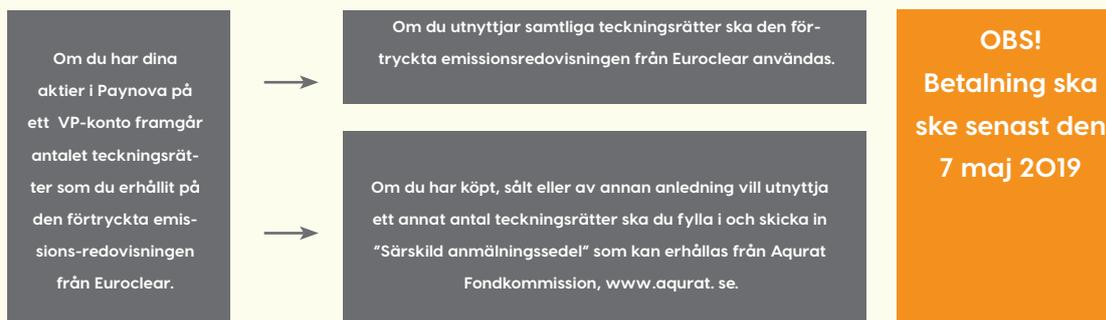 Om du har dina
aktier i Paynova på
ett VP-konto framgår
antalet teckningsrät-
ter som du erhållit på
den förtryckta emis-
sions-redovisningen
från Euroclear.
Om du utnyttjar samtliga teckningsrätter ska den för-
tryckta emissionsredovisningen från Euroclear användas.
Om du har köpt, sålt eller av annan anledning vill utnyttja
ett annat antal teckningsrätter ska du fylla i och skicka in
”Särskild anmälningssedel” som kan erhållas från Aqurat
Fondkommission, www.aqurat. se.
OBS!
Betalning ska
ske senast den
7 maj 2019